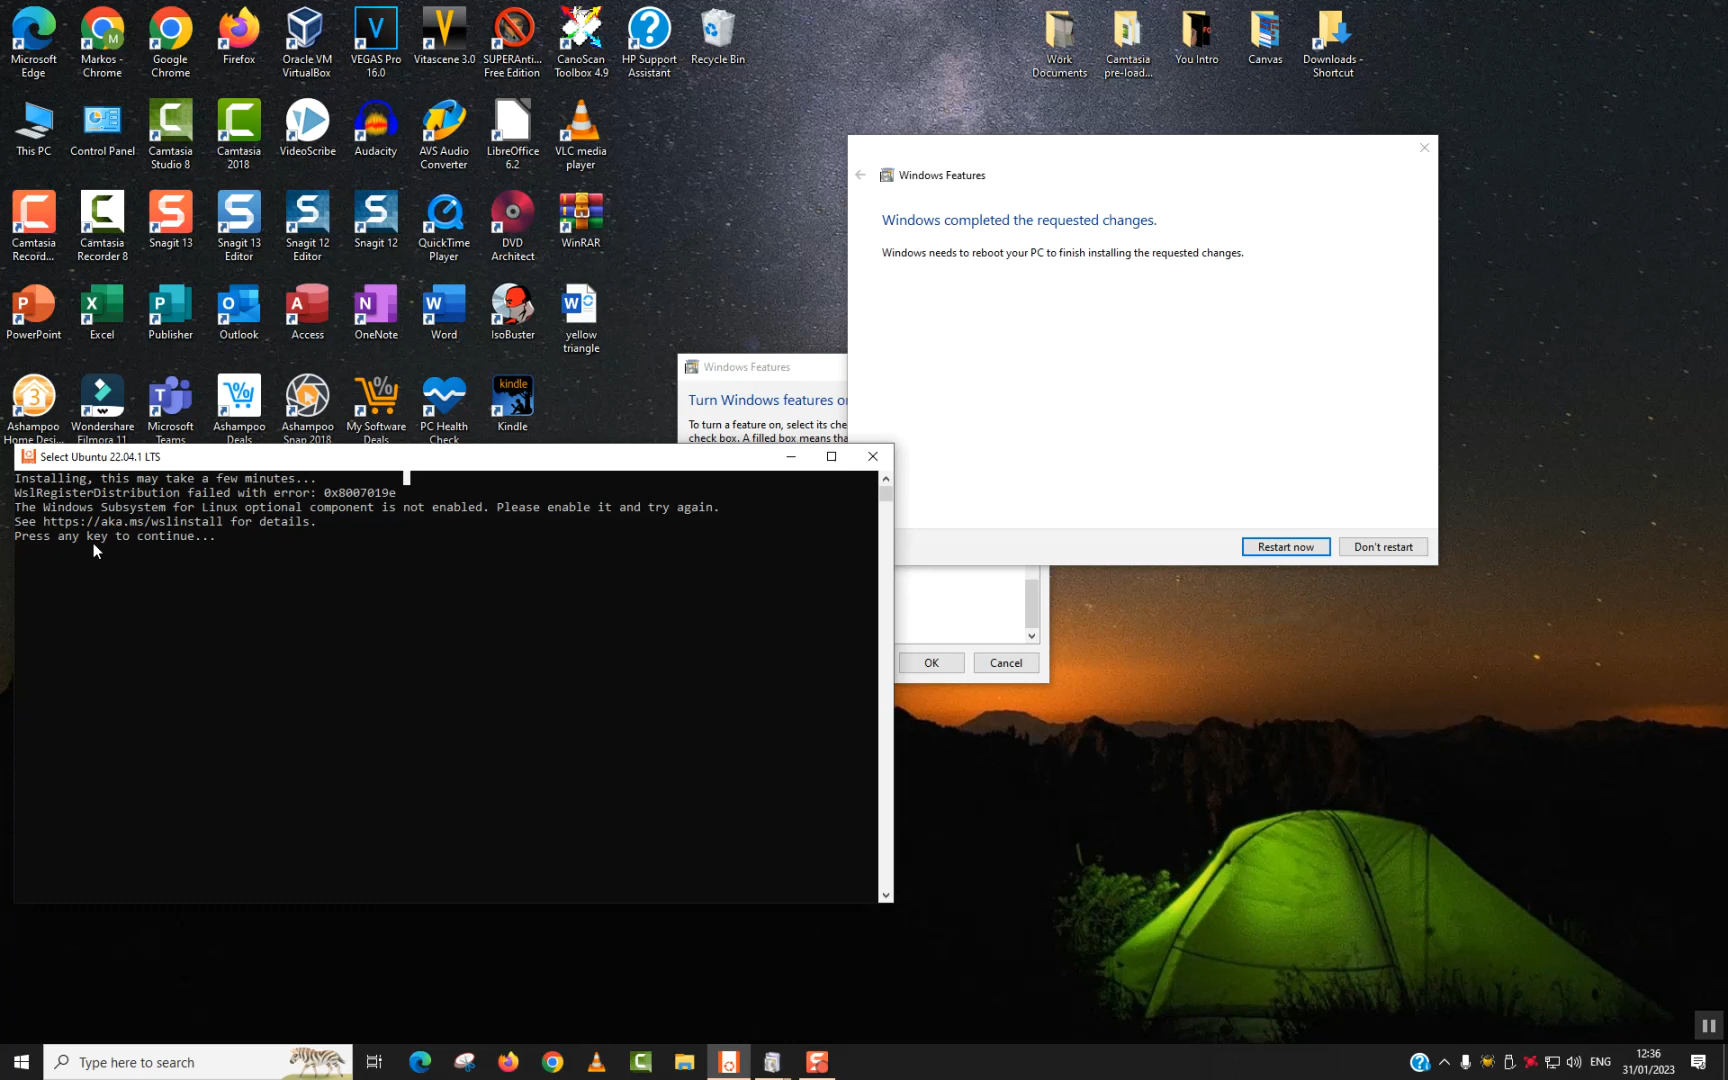 Microsoft Edge
Markos - Chrome
Google Chrome
Firefox
Oracle VM VirtualBox
VEGAS Pro 16.0
Vitascene 3.0
SUPERAnti... Free Edition
CanoScan Toolbox 4.9
HP Support Assistant
Recycle Bin
Work Documents
Camtasia pre-load...
You Intro
Canvas
Downloads - Shortcut
This PC
Control Panel
Camtasia Studio 8
Camtasia 2018
VideoScribe
Audacity
AVS Audio Converter
LibreOffice 6.2
VLC media player
Camtasia Record...
Camtasia Recorder 8
Snagit 13
Snagit 13 Editor
Snagit 12 Editor
Snagit 12
QuickTime Player
DVD Architect
WinRAR
PowerPoint
Excel
Publisher
Outlook
Access
OneNote
Word
IsoBuster
yellow triangle
Ashampoo Home Desi...
Wondershare Filmora 11
Microsoft Teams
Ashampoo Deals
Ashampoo Snap 2018
My Software Deals
PC Health Check
kindle
Kindle
Windows Features
Windows completed the requested changes.
Windows needs to reboot your PC to finish installing the requested changes.
Restart now
Don't restart
Windows Features
Turn Windows features o
To turn a feature on, select its che
check box. A filled box means tha
OK
Cancel
Select Ubuntu 22.04.1 LTS
Installing, this may take a few minutes...
WslRegisterDistribution failed with error: 0x8007019e
The Windows Subsystem for Linux optional component is not enabled. Please enable it and try again.
See https://aka.ms/wslinstall for details.
Press any key to continue...
Type here to search
ENG
12:36
31/01/2023